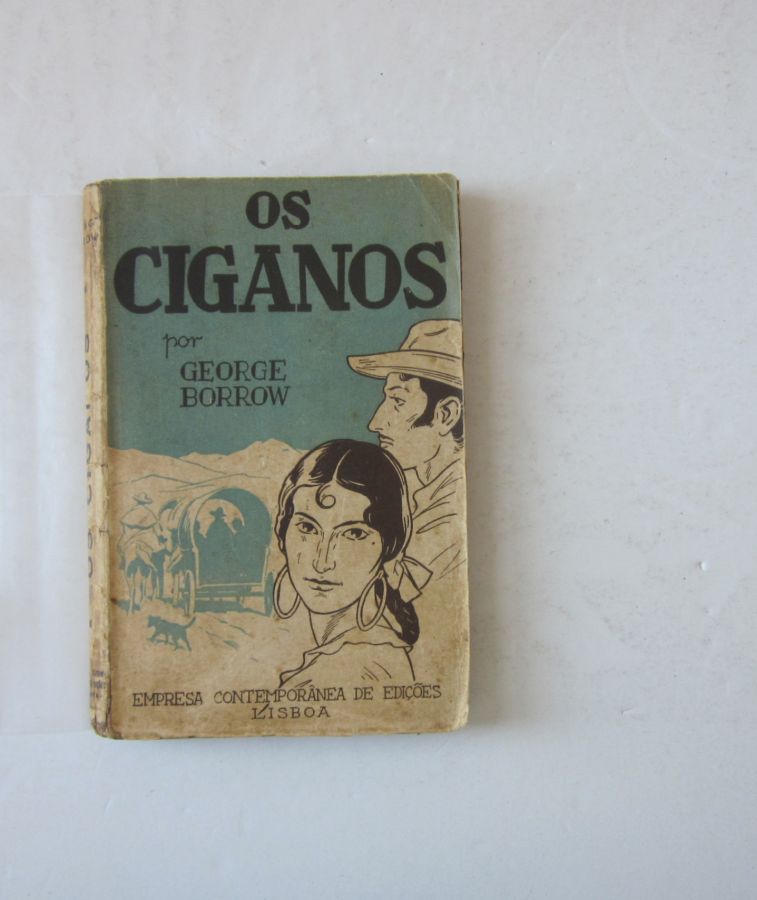 OS
CIGANOS
por
GEORGE
BORROW
EMPRESA CONTEMPORÂNEA DE EDIÇÕES
LISBOA